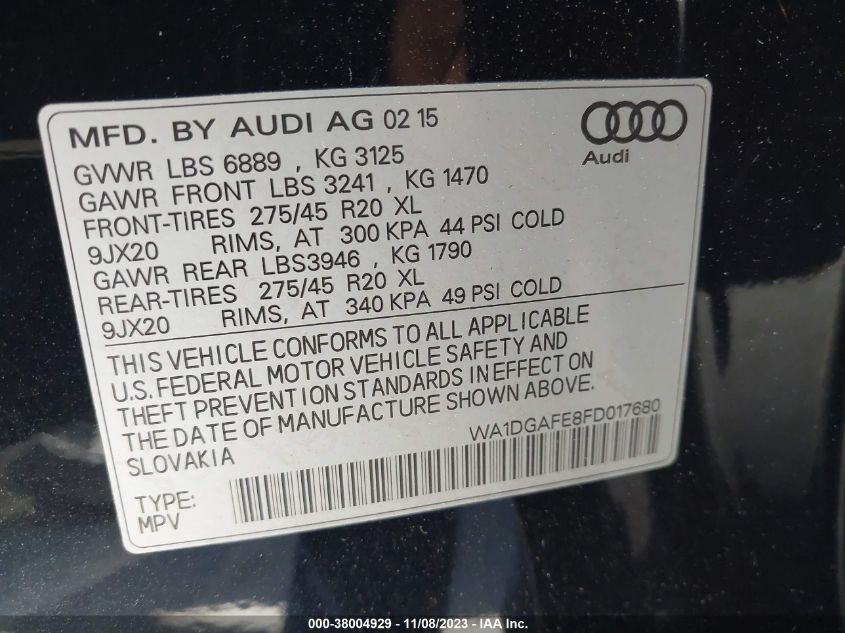 MFD. BY AUDI AG 02 15
Audi
GVWR LBS 6889 , KG 3125
GAWR FRONT LBS 3241 , KG 1470
FRONT-TIRES 275/45 R20 XL
9JX20 RIMS, AT 300 KPA 44 PSI COLD
GAWR REAR LBS3946 , KG 1790
REAR-TIRES 275/45 R20 XL
9JX20 RIMS, AT 340 KPA 49 PSI COLD
THIS VEHICLE CONFORMS TO ALL APPLICABLE
U.S. FEDERAL MOTOR VEHICLE SAFETY AND
THEFT PREVENTION STANDARDS IN EFFECT ON
THE DATE OF MANUFACTURE SHOWN ABOVE.
SLOVAKIA WA1DGAFE8FD017680
TYPE:
MPV
000-38004929 - 11/08/2023 - IAA Inc.